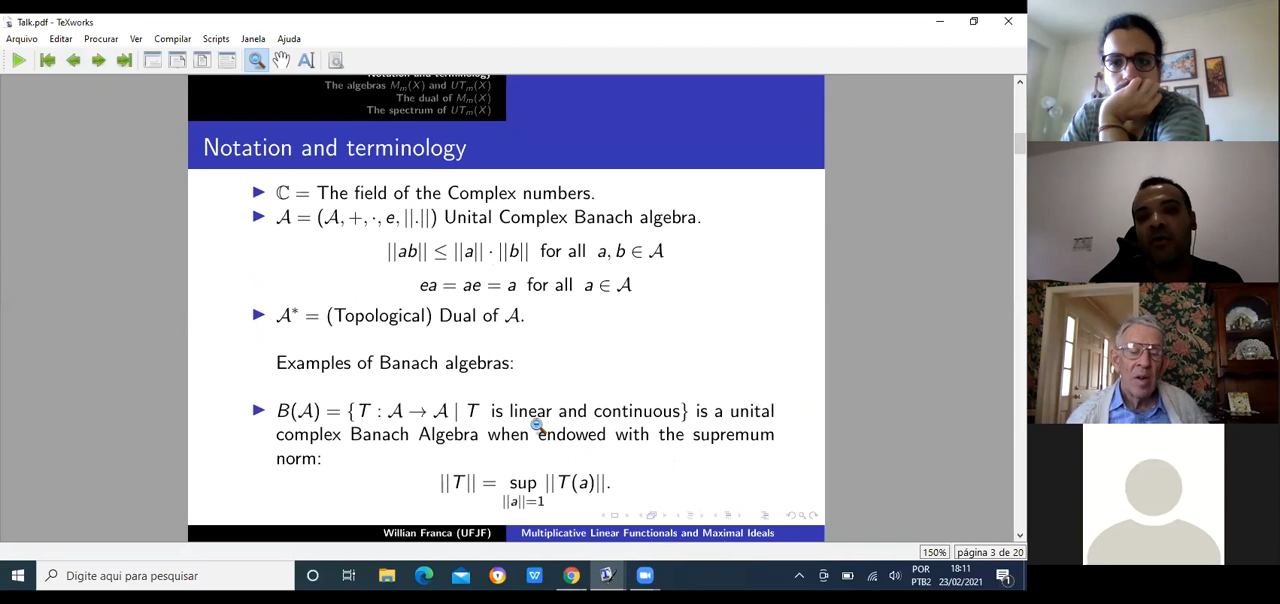 Talk.pdf - TeXworks
Arquivo Editar Procurar Ver Compilar Scripts Janela Ajuda
Notation and terminology
The algebras Mₘ(X) and UTₘ(X)
The dual of Mₘ(X)
The spectrum of UTₘ(X)
Notation and terminology
ℂ = The field of the Complex numbers.
𝒜 = (𝒜, +, ·, e, ||.||) Unital Complex Banach algebra.
||ab|| ≤ ||a|| · ||b|| for all a, b ∈ 𝒜
ea = ae = a for all a ∈ 𝒜
𝒜* = (Topological) Dual of 𝒜.
Examples of Banach algebras:
B(𝒜) = {T : 𝒜 → 𝒜 | T is linear and continuous} is a unital
complex Banach Algebra when endowed with the supremum
norm:
||T|| = sup ||T(a)||.
||a||=1
Willian Franca (UFJF) Multiplicative Linear Functionals and Maximal Ideals
150% página 3 de 20
Digite aqui para pesquisar
POR
PTB2
18:11
23/02/2021